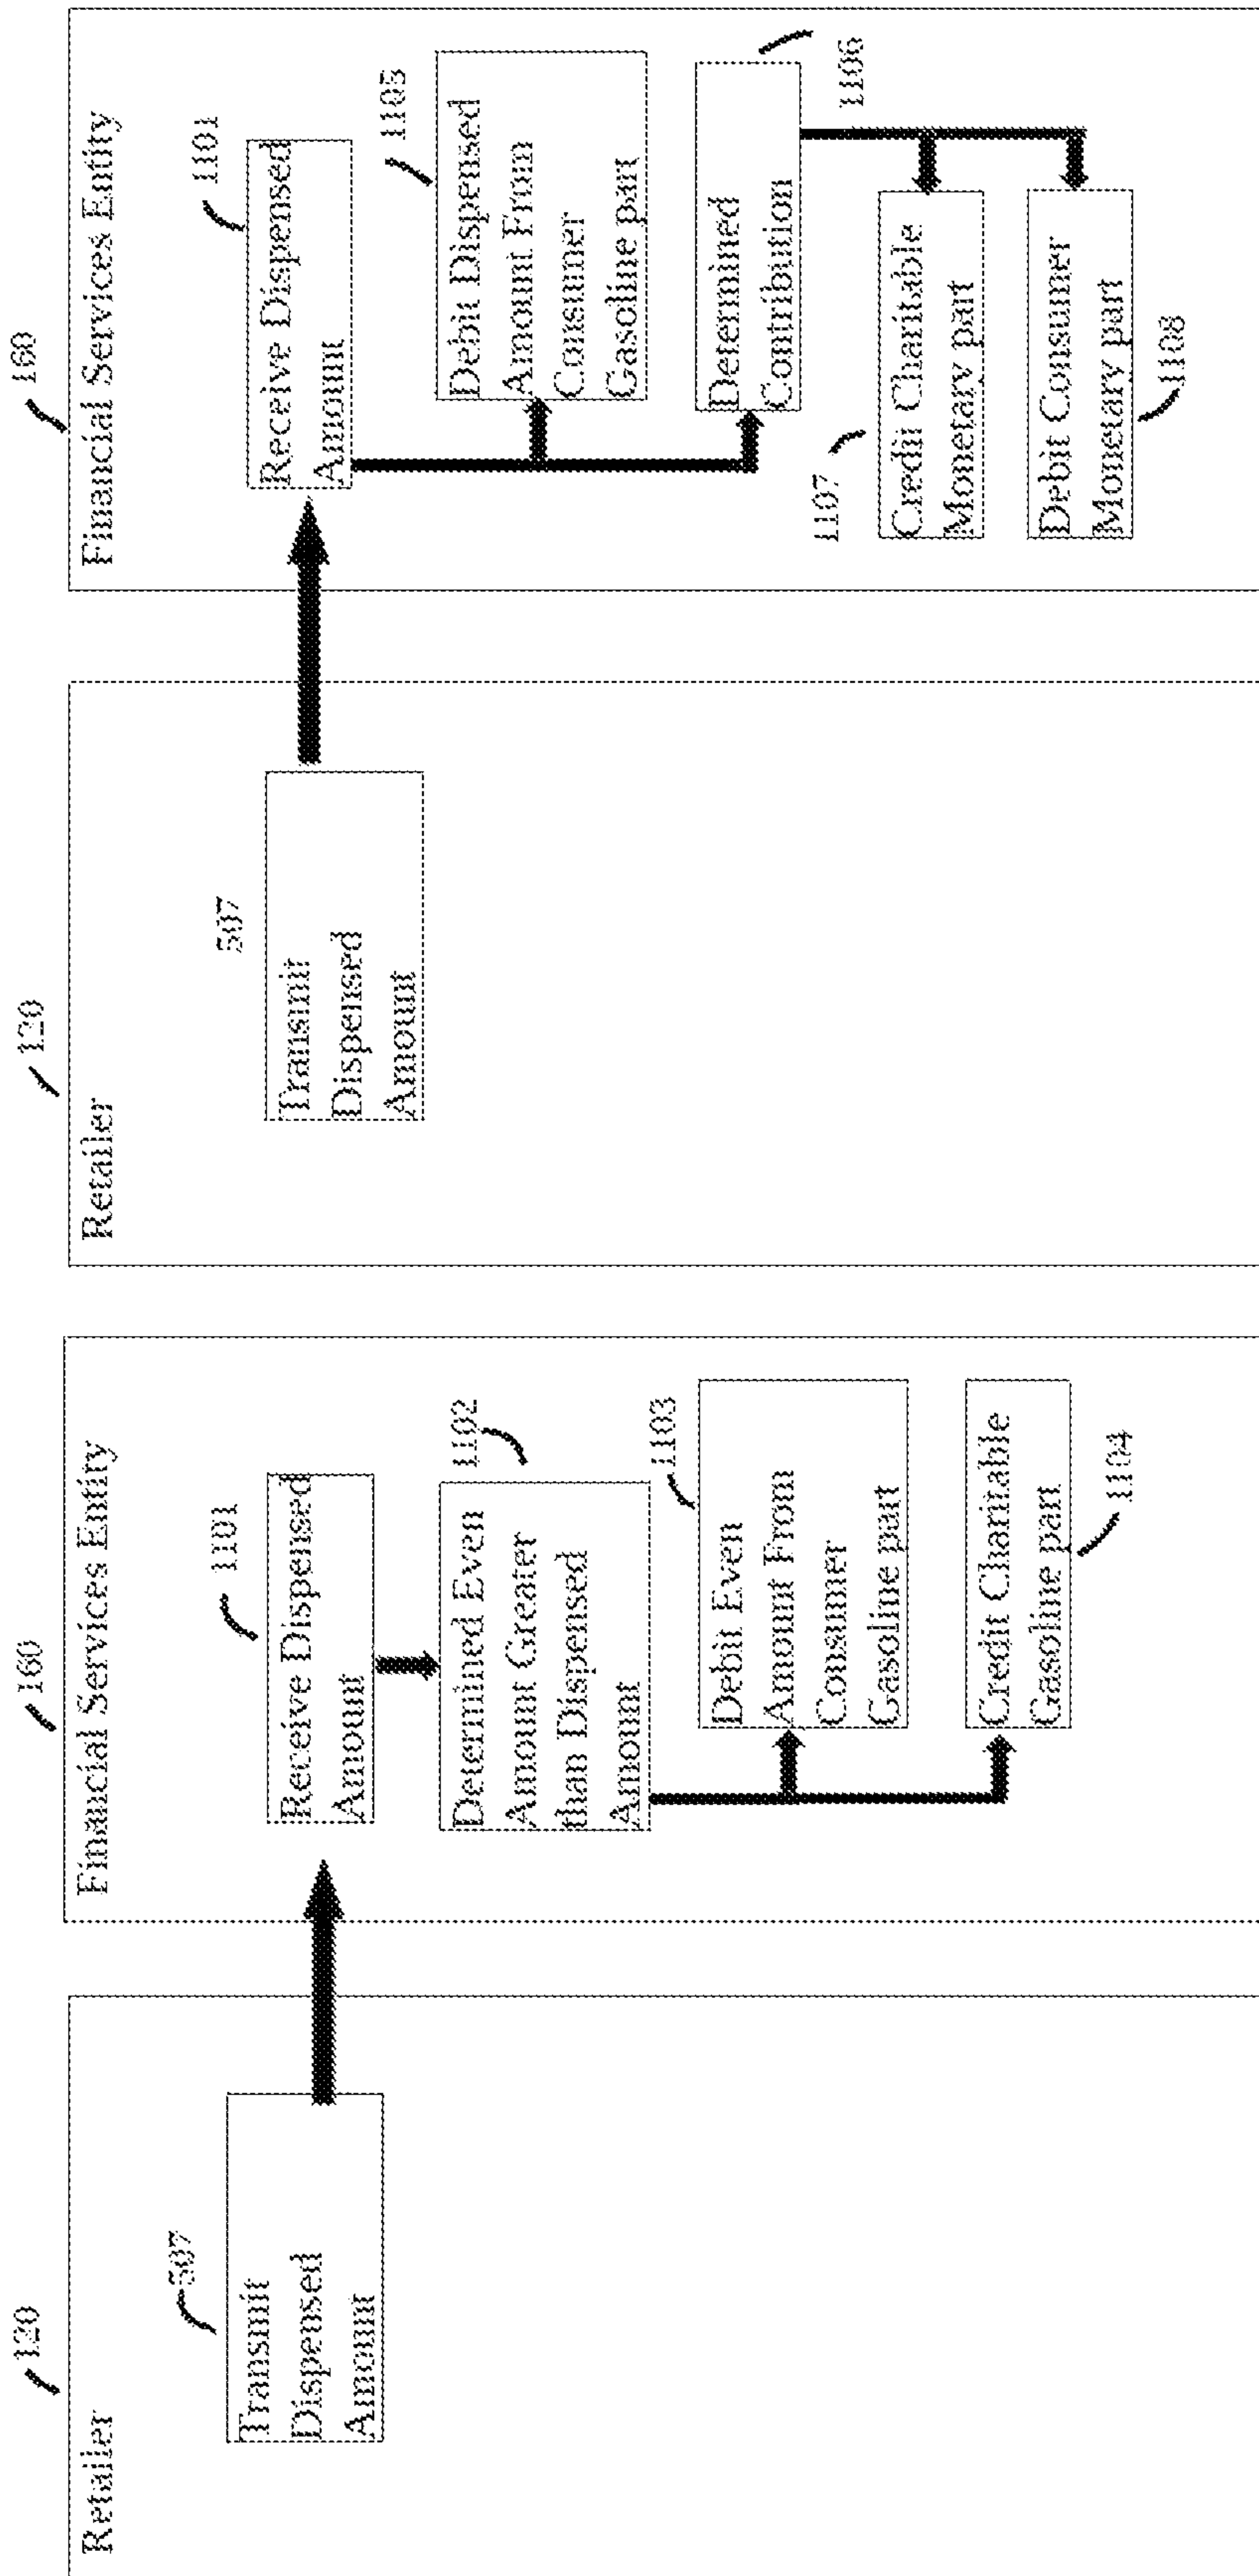 120
Retailer
507
Transmit
Dispensed
Amount
160
Financial Services Entity
1101
Receive Dispensed
Amount
1102
Determined Even
Amount Greater
than Dispensed
Amount
1103
Debit Even
Amount From
Consumer
Gasoline part
Credit Charitable
Gasoline part
1104
120
Retailer
507
Transmit
Dispensed
Amount
160
Financial Services Entity
1101
Receive Dispensed
Amount
1105
Debit Dispensed
Amount From
Consumer
Gasoline part
Determined
Contribution
1106
1107
Credit Charitable
Monetary part
Debit Consumer
Monetary part
1108